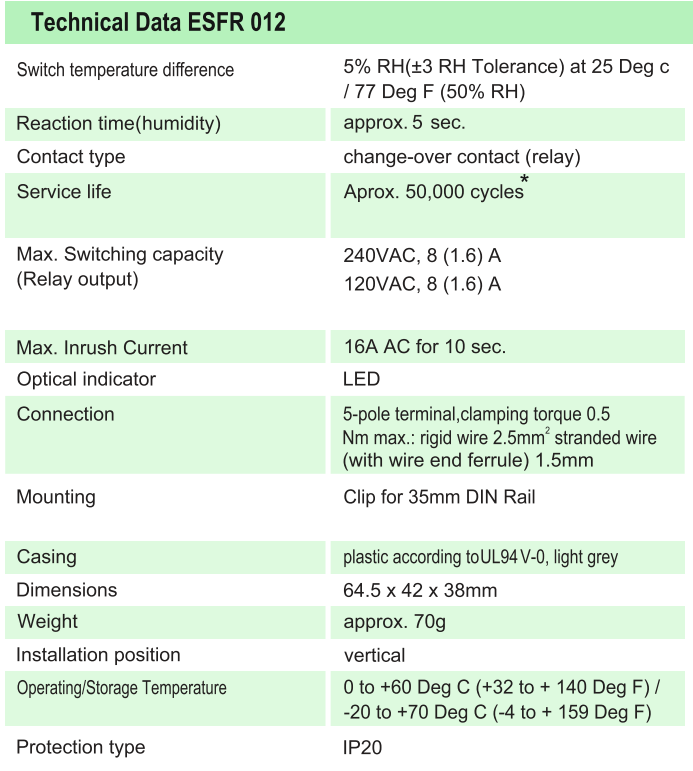 Technical Data ESFR 012
Switch temperature difference
5% RH(±3 RH Tolerance) at 25 Deg c
/ 77 Deg F (50% RH)
Reaction time(humidity)
approx. 5 sec.
Contact type
change-over contact (relay)
Service life
Aprox. 50,000 cycles*
Max. Switching capacity
(Relay output)
240VAC, 8 (1.6) A
120VAC, 8 (1.6) A
Max. Inrush Current
16A AC for 10 sec.
Optical indicator
LED
Connection
5-pole terminal,clamping torque 0.5
Nm max.: rigid wire 2.5mm² stranded wire
(with wire end ferrule) 1.5mm
Mounting
Clip for 35mm DIN Rail
Casing
plastic according toUL94 V-0, light grey
Dimensions
64.5 x 42 x 38mm
Weight
approx. 70g
Installation position
vertical
Operating/Storage Temperature
0 to +60 Deg C (+32 to + 140 Deg F) /
-20 to +70 Deg C (-4 to + 159 Deg F)
Protection type
IP20